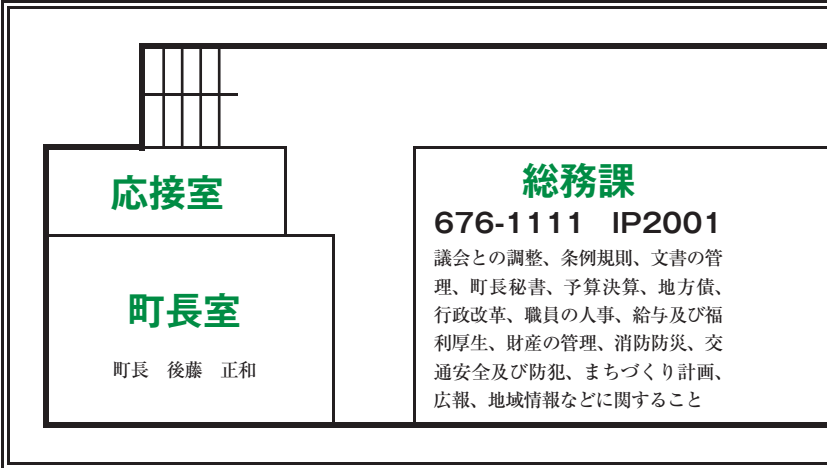 応接室
町長室
町長　後藤　正和
総務課
676-1111　IP2001
議会との調整、条例規則、文書の管
理、町長秘書、予算決算、地方債、
行政改革、職員の人事、給与及び福
利厚生、財産の管理、消防防災、交
通安全及び防犯、まちづくり計画、
広報、地域情報などに関すること